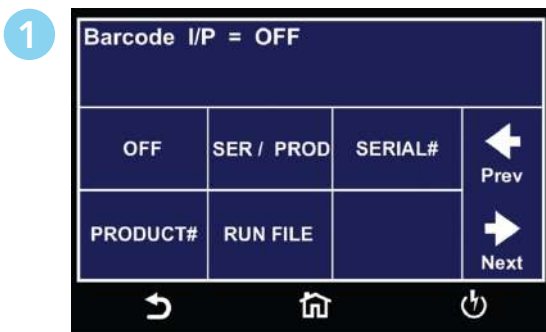 1
Barcode I/P = OFF
OFF SER / PROD SERIAL#
Prev
PRODUCT# RUN FILE
Next